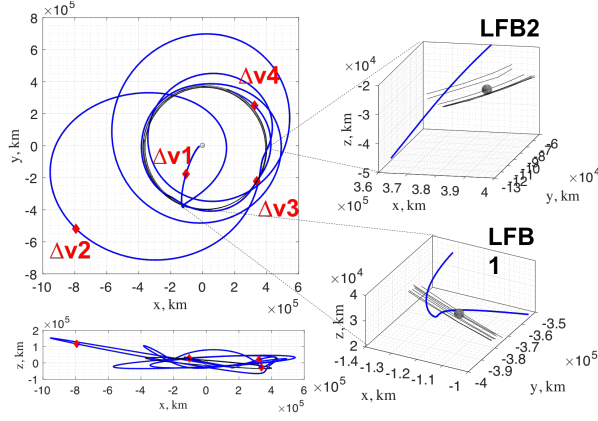 × 10⁵
8
6
4
2
0
-2
-4
-6
-8
y, km
Δv1
Δv2
Δv3
Δv4
-10 -8 -6 -4 -2 0 2 4 6
x, km
× 10⁵
× 10⁵
2
1
0
-1
z, km
-10 -8 -6 -4 -2 0 2 4 6
x, km
× 10⁵
LFB2
× 10⁴
-2
-2
-3
-4
-5
z, km
3.6 3.7 3.8 3.9 4
× 10⁵
x, km
-13
-6
y, km
× 10⁴
LFB
1
× 10⁴
4
3
2
z, km
-1.4
-1.3
-1.2
-1.1
-1
× 10⁵
x, km
-4
-3.9
-3.8
-3.7
-3.6
-3.5
× 10⁵
y, km